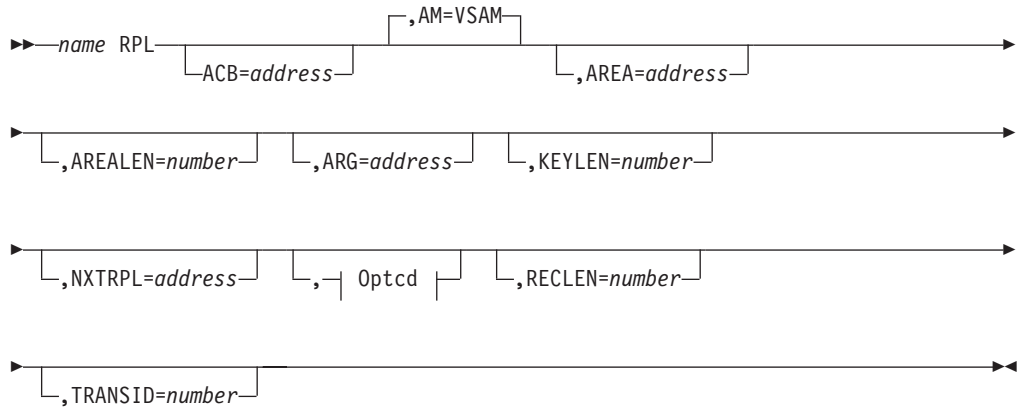 ,AM=VSAM
name RPL
ACB=address
,AREA=address
,AREALEN=number
,ARG=address
,KEYLEN=number
,NXTRPL=address
, Optcd
,RECLEN=number
,TRANSID=number